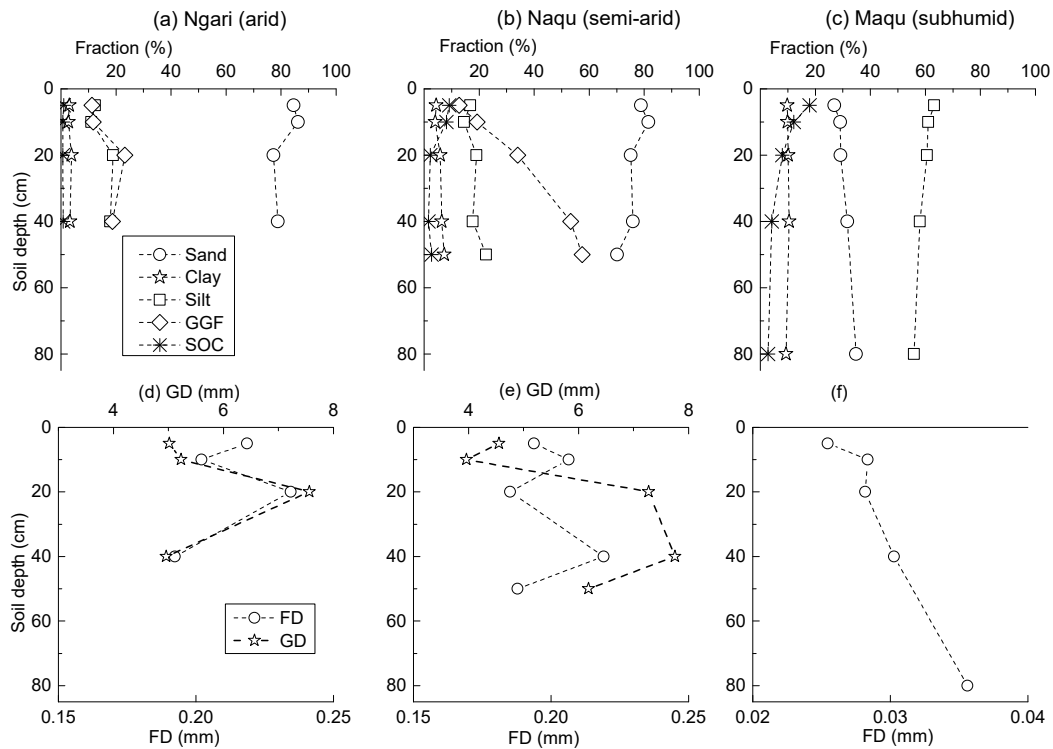 (a) Ngari (arid)
(b) Naqu (semi-arid)
(c) Maqu (subhumid)
Fraction (%)
Fraction (%)
Fraction (%)
20 40 60 80 100
20 40 60 80 100
20 40 60 80 100
0
20
40
60
80
Soil depth (cm)
Sand
Clay
Silt
GGF
SOC
0
20
40
60
80
0
20
40
60
80
(d) GD (mm)
(e) GD (mm)
(f)
4 6 8
4 6 8
0
20
40
60
80
Soil depth (cm)
FD
GD
0
20
40
60
80
0
20
40
60
80
0.15 0.20 0.25
0.15 0.20 0.25
0.02 0.03 0.04
FD (mm)
FD (mm)
FD (mm)